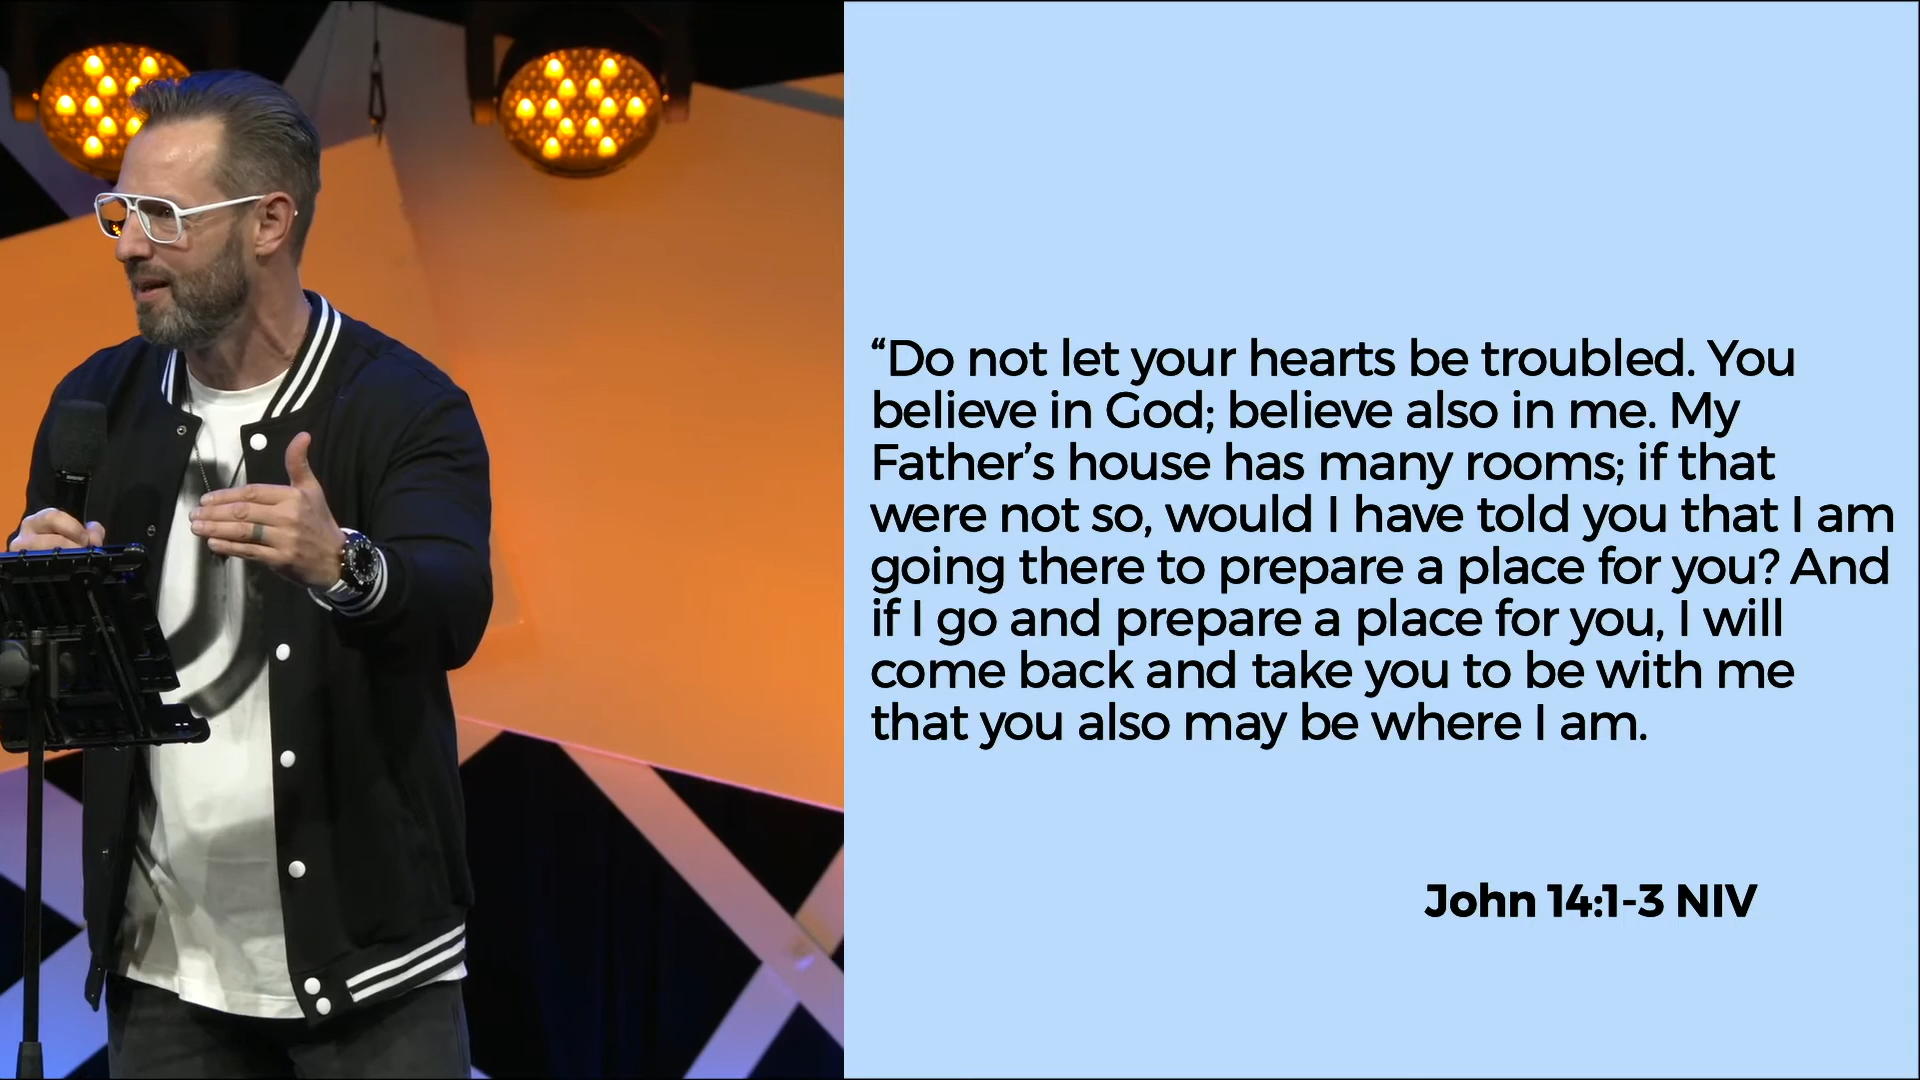 “Do not let your hearts be troubled. You
believe in God; believe also in me. My
Father’s house has many rooms; if that
were not so, would I have told you that I am
going there to prepare a place for you? And
if I go and prepare a place for you, I will
come back and take you to be with me
that you also may be where I am.
John 14:1-3 NIV